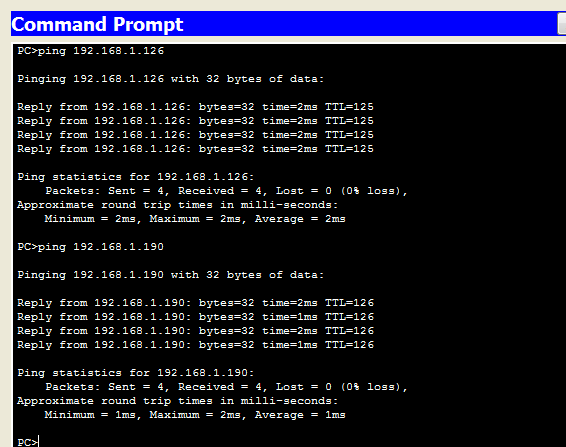 Command Prompt
PC>ping 192.168.1.126
Pinging 192.168.1.126 with 32 bytes of data:
Reply from 192.168.1.126: bytes=32 time=2ms TTL=125
Reply from 192.168.1.126: bytes=32 time=2ms TTL=125
Reply from 192.168.1.126: bytes=32 time=2ms TTL=125
Reply from 192.168.1.126: bytes=32 time=2ms TTL=125
Ping statistics for 192.168.1.126:
    Packets: Sent = 4, Received = 4, Lost = 0 (0% loss),
Approximate round trip times in milli-seconds:
    Minimum = 2ms, Maximum = 2ms, Average = 2ms
PC>ping 192.168.1.190
Pinging 192.168.1.190 with 32 bytes of data:
Reply from 192.168.1.190: bytes=32 time=2ms TTL=126
Reply from 192.168.1.190: bytes=32 time=1ms TTL=126
Reply from 192.168.1.190: bytes=32 time=2ms TTL=126
Reply from 192.168.1.190: bytes=32 time=1ms TTL=126
Ping statistics for 192.168.1.190:
    Packets: Sent = 4, Received = 4, Lost = 0 (0% loss),
Approximate round trip times in milli-seconds:
    Minimum = 1ms, Maximum = 2ms, Average = 1ms
PC>